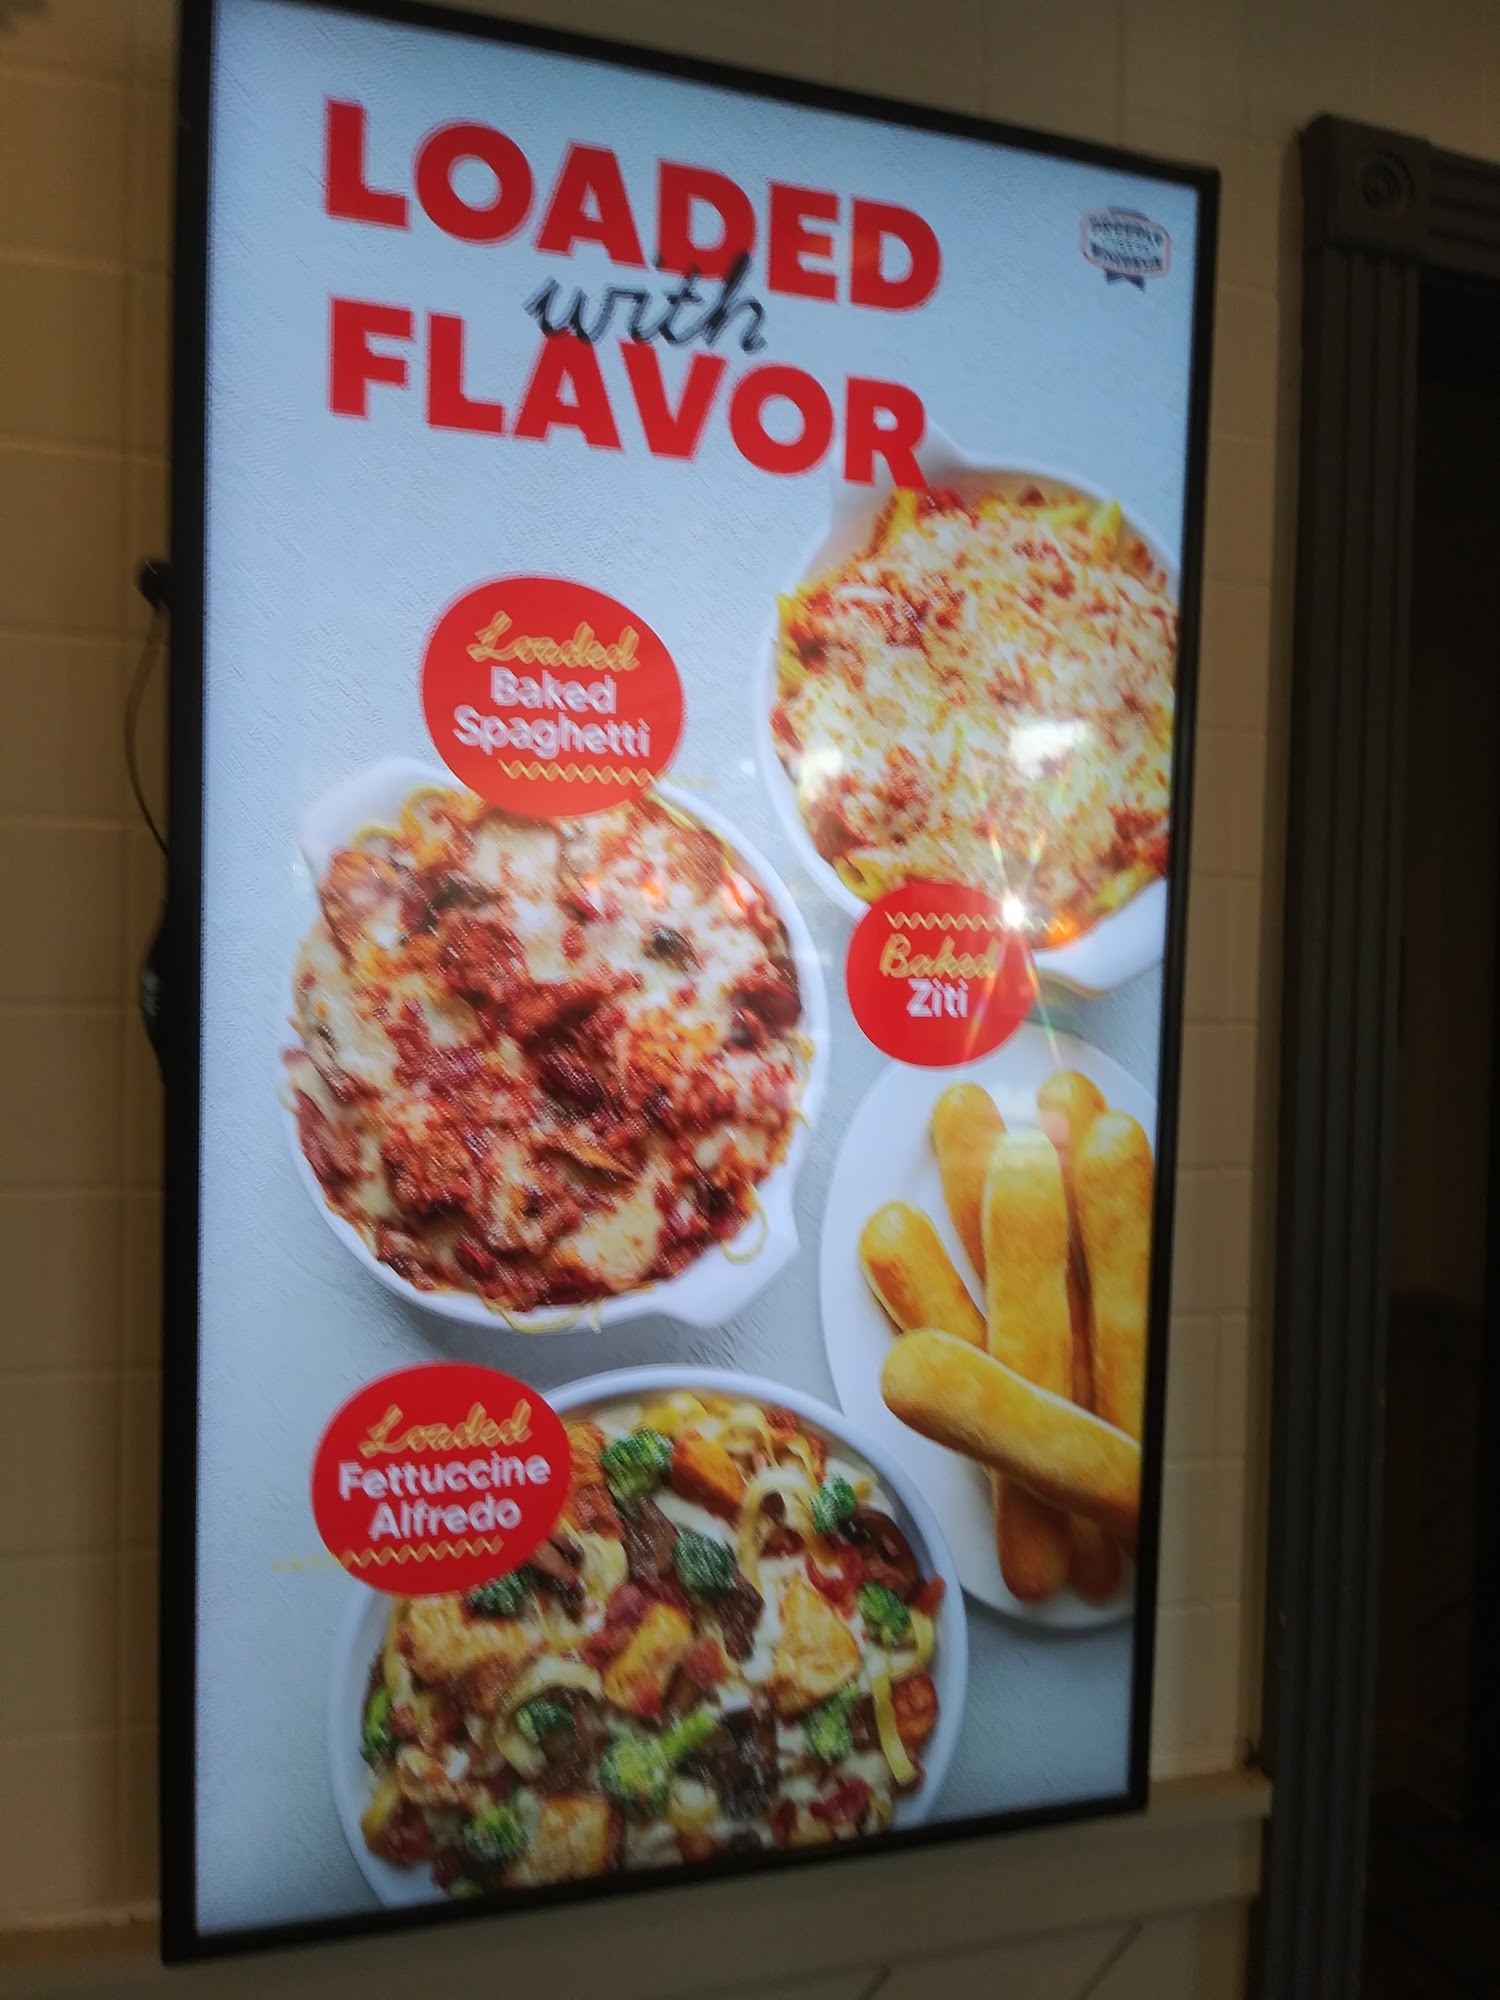 LOADED
with
FLAVOR
Loaded
Baked
Spaghetti
Baked
Ziti
Loaded
Fettuccine
Alfredo